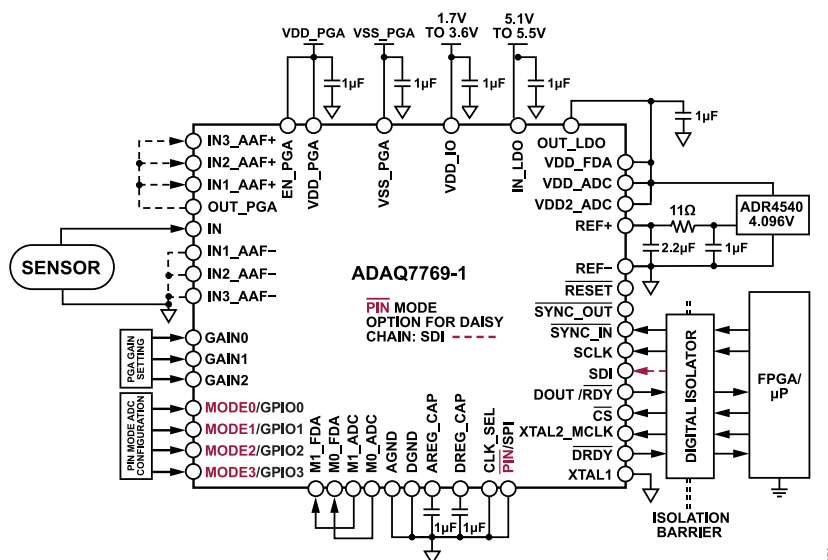 VDD_PGA
VSS_PGA
1.7V
TO 3.6V
5.1V
TO 5.5V
1µF
1µF
1µF
1µF
1µF
EN_PGA
VDD_PGA
VSS_PGA
VDD_IO
IN_LDO
OUT_LDO
IN3_AAF+
IN2_AAF+
IN1_AAF+
OUT_PGA
IN
IN1_AAF−
IN2_AAF−
IN3_AAF−
SENSOR
PGA GAIN
SETTING
GAIN0
GAIN1
GAIN2
PIN MODE ADC
CONFIGURATION
MODE0/GPIO0
MODE1/GPIO1
MODE2/GPIO2
MODE3/GPIO3
ADAQ7769-1
PIN MODE
OPTION FOR DAISY
CHAIN: SDI
VDD_FDA
VDD_ADC
VDD2_ADC
REF+
REF−
RESET
SYNC_OUT
SYNC_IN
SCLK
SDI
DOUT/RDY
CS
XTAL2_MCLK
DRDY
XTAL1
11Ω
ADR4540
4.096V
2.2µF
1µF
DIGITAL ISOLATOR
FPGA/
µP
ISOLATION
BARRIER
M1_FDA
M0_FDA
M1_ADC
M0_ADC
AGND
DGND
AREG_CAP
DREG_CAP
CLK_SEL
PIN/SPI
1µF
1µF